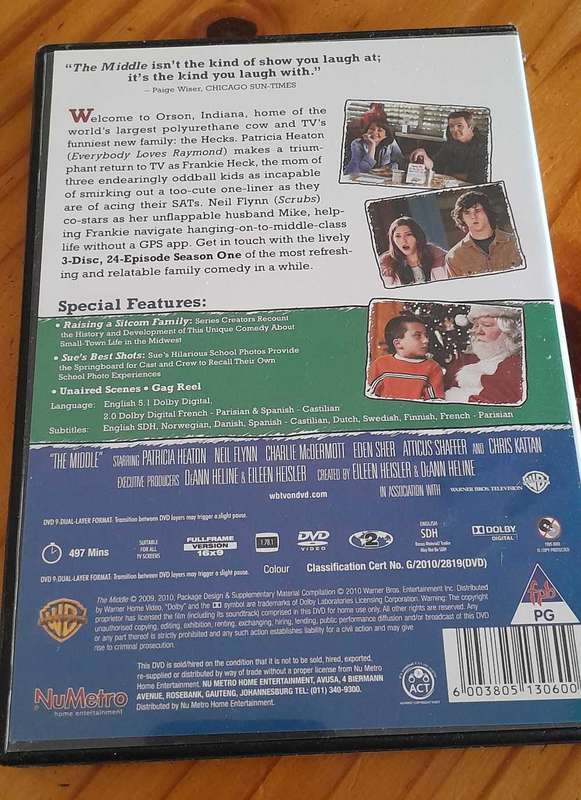 “The Middle isn't the kind of show you laugh at;
it's the kind you laugh with.”
– Paige Wiser, CHICAGO SUN-TIMES
Welcome to Orson, Indiana, home of the
world's largest polyurethane cow and TV's
funniest new family: the Hecks. Patricia Heaton
(Everybody Loves Raymond) makes a trium-
phant return to TV as Frankie Heck, the mom of
three endearingly oddball kids as incapable
of smirking out a too-cute one-liner as they
are of acing their SATs. Neil Flynn (Scrubs)
co-stars as her unflappable husband Mike, help-
ing Frankie navigate hanging-on-to-middle-class
life without a GPS app. Get in touch with the lively
3-Disc, 24-Episode Season One of the most refresh-
ing and relatable family comedy in a while.
Special Features:
• Raising a Sitcom Family: Series Creators Recount
the History and Development of This Unique Comedy About
Small-Town Life in the Midwest
• Sue's Best Shots: Sue's Hilarious School Photos Provide
the Springboard for Cast and Crew to Recall Their Own
School Photo Experiences
• Unaired Scenes • Gag Reel
Language: English 5.1 Dolby Digital,
2.0 Dolby Digital French - Parisian & Spanish - Castilian
Subtitles: English SDH, Norwegian, Danish, Spanish - Castilian, Dutch, Swedish, Finnish, French - Parisian
"THE MIDDLE" STARRING PATRICIA HEATON NEIL FLYNN CHARLIE McDERMOTT EDEN SHER ATTICUS SHAFFER AND CHRIS KATTAN
EXECUTIVE PRODUCERS DeANN HELINE & EILEEN HEISLER CREATED BY EILEEN HEISLER & DeANN HELINE
wbtvondvd.com IN ASSOCIATION WITH WARNER BROS. TELEVISION WB
DVD 9-DUAL-LAYER FORMAT. Transition between DVD layers may trigger a slight pause.
497 Mins
SUITABLE
FOR ALL
TV SCREENS
FULLFRAME
VERSION
16x9
1.78:1
DVD
VIDEO
2
ENGLISH
SDH
Bonus Material/Trailer
May Not Be SDH
DOLBY
DIGITAL
DVD 9-DUAL-LAYER FORMAT. Transition between DVD layers may trigger a slight pause.
Colour Classification Cert No. G/2010/2819(DVD)
WB
The Middle © 2009, 2010. Package Design & Supplementary Material Compilation © 2010 Warner Bros. Entertainment Inc. Distributed
by Warner Home Video. "Dolby" and the DD symbol are trademarks of Dolby Laboratories Licensing Corporation. Warning: The copyright
proprietor has licensed the film (including its soundtrack) comprised in this DVD for home use only. All other rights are reserved. Any
unauthorised copying, editing, exhibition, renting, exchanging, hiring, lending, public performance diffusion and/or broadcast of this DVD
or any part thereof is strictly prohibited and any such action establishes liability for a civil action and may give
rise to criminal prosecution.
fpb
PG
NuMetro
home entertainment
This DVD is sold/hired on the condition that it is not to be sold, hired, exported,
re-supplied or distributed by way of trade without a proper license from Nu Metro
Home Entertainment. NU METRO HOME ENTERTAINMENT, AVUSA, 4 BIERMANN
AVENUE, ROSEBANK, GAUTENG, JOHANNESBURG TEL: (011) 340-9300.
Distributed by Nu Metro Home Entertainment.
ACT
6 003805 130600